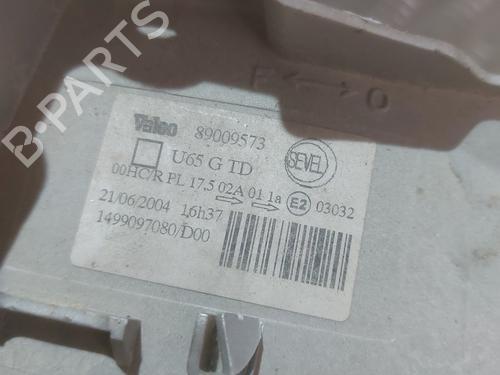 B-PARTS
F O
Valeo 89009573
U65 G TD SEVEL
00HC/R PL 17.5 02A 01 1a E2 03032
21/06/2004 16h37
1499097080/D00